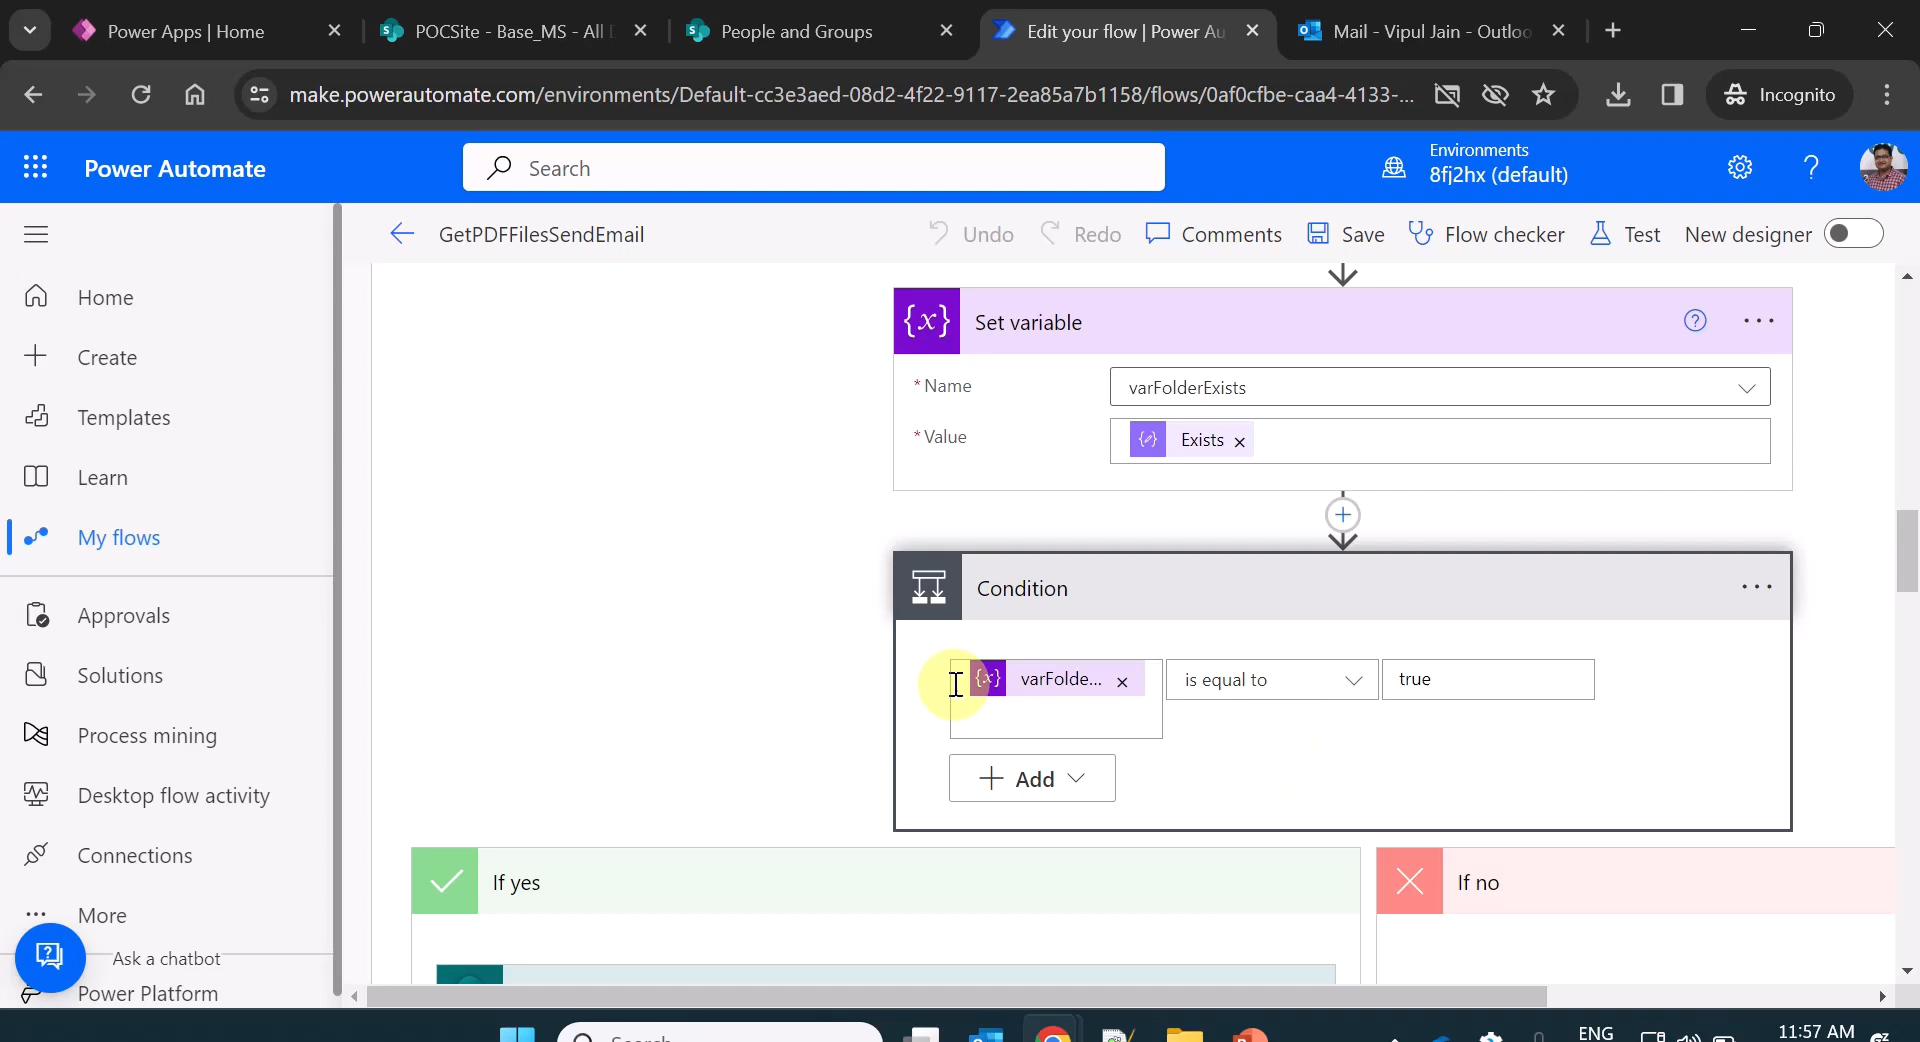 Power Apps | Home
POCSite - Base_MS - All D
People and Groups
Edit your flow | Power Au
Mail - Vipul Jain - Outloo
make.powerautomate.com/environments/Default-cc3e3aed-08d2-4f22-9117-2ea85a7b1158/flows/0af0cfbe-caa4-4133-...
Incognito
Power Automate
Search
Environments
8fj2hx (default)
GetPDFFilesSendEmail
Undo
Redo
Comments
Save
Flow checker
Test
New designer
Home
Create
Templates
Learn
My flows
Approvals
Solutions
Process mining
Desktop flow activity
Connections
More
Ask a chatbot
Power Platform
{x} Set variable
* Name
varFolderExists
* Value
Exists
Condition
{x} varFolde...
is equal to
true
Add
If yes
If no
Search
ENG
11:57 AM